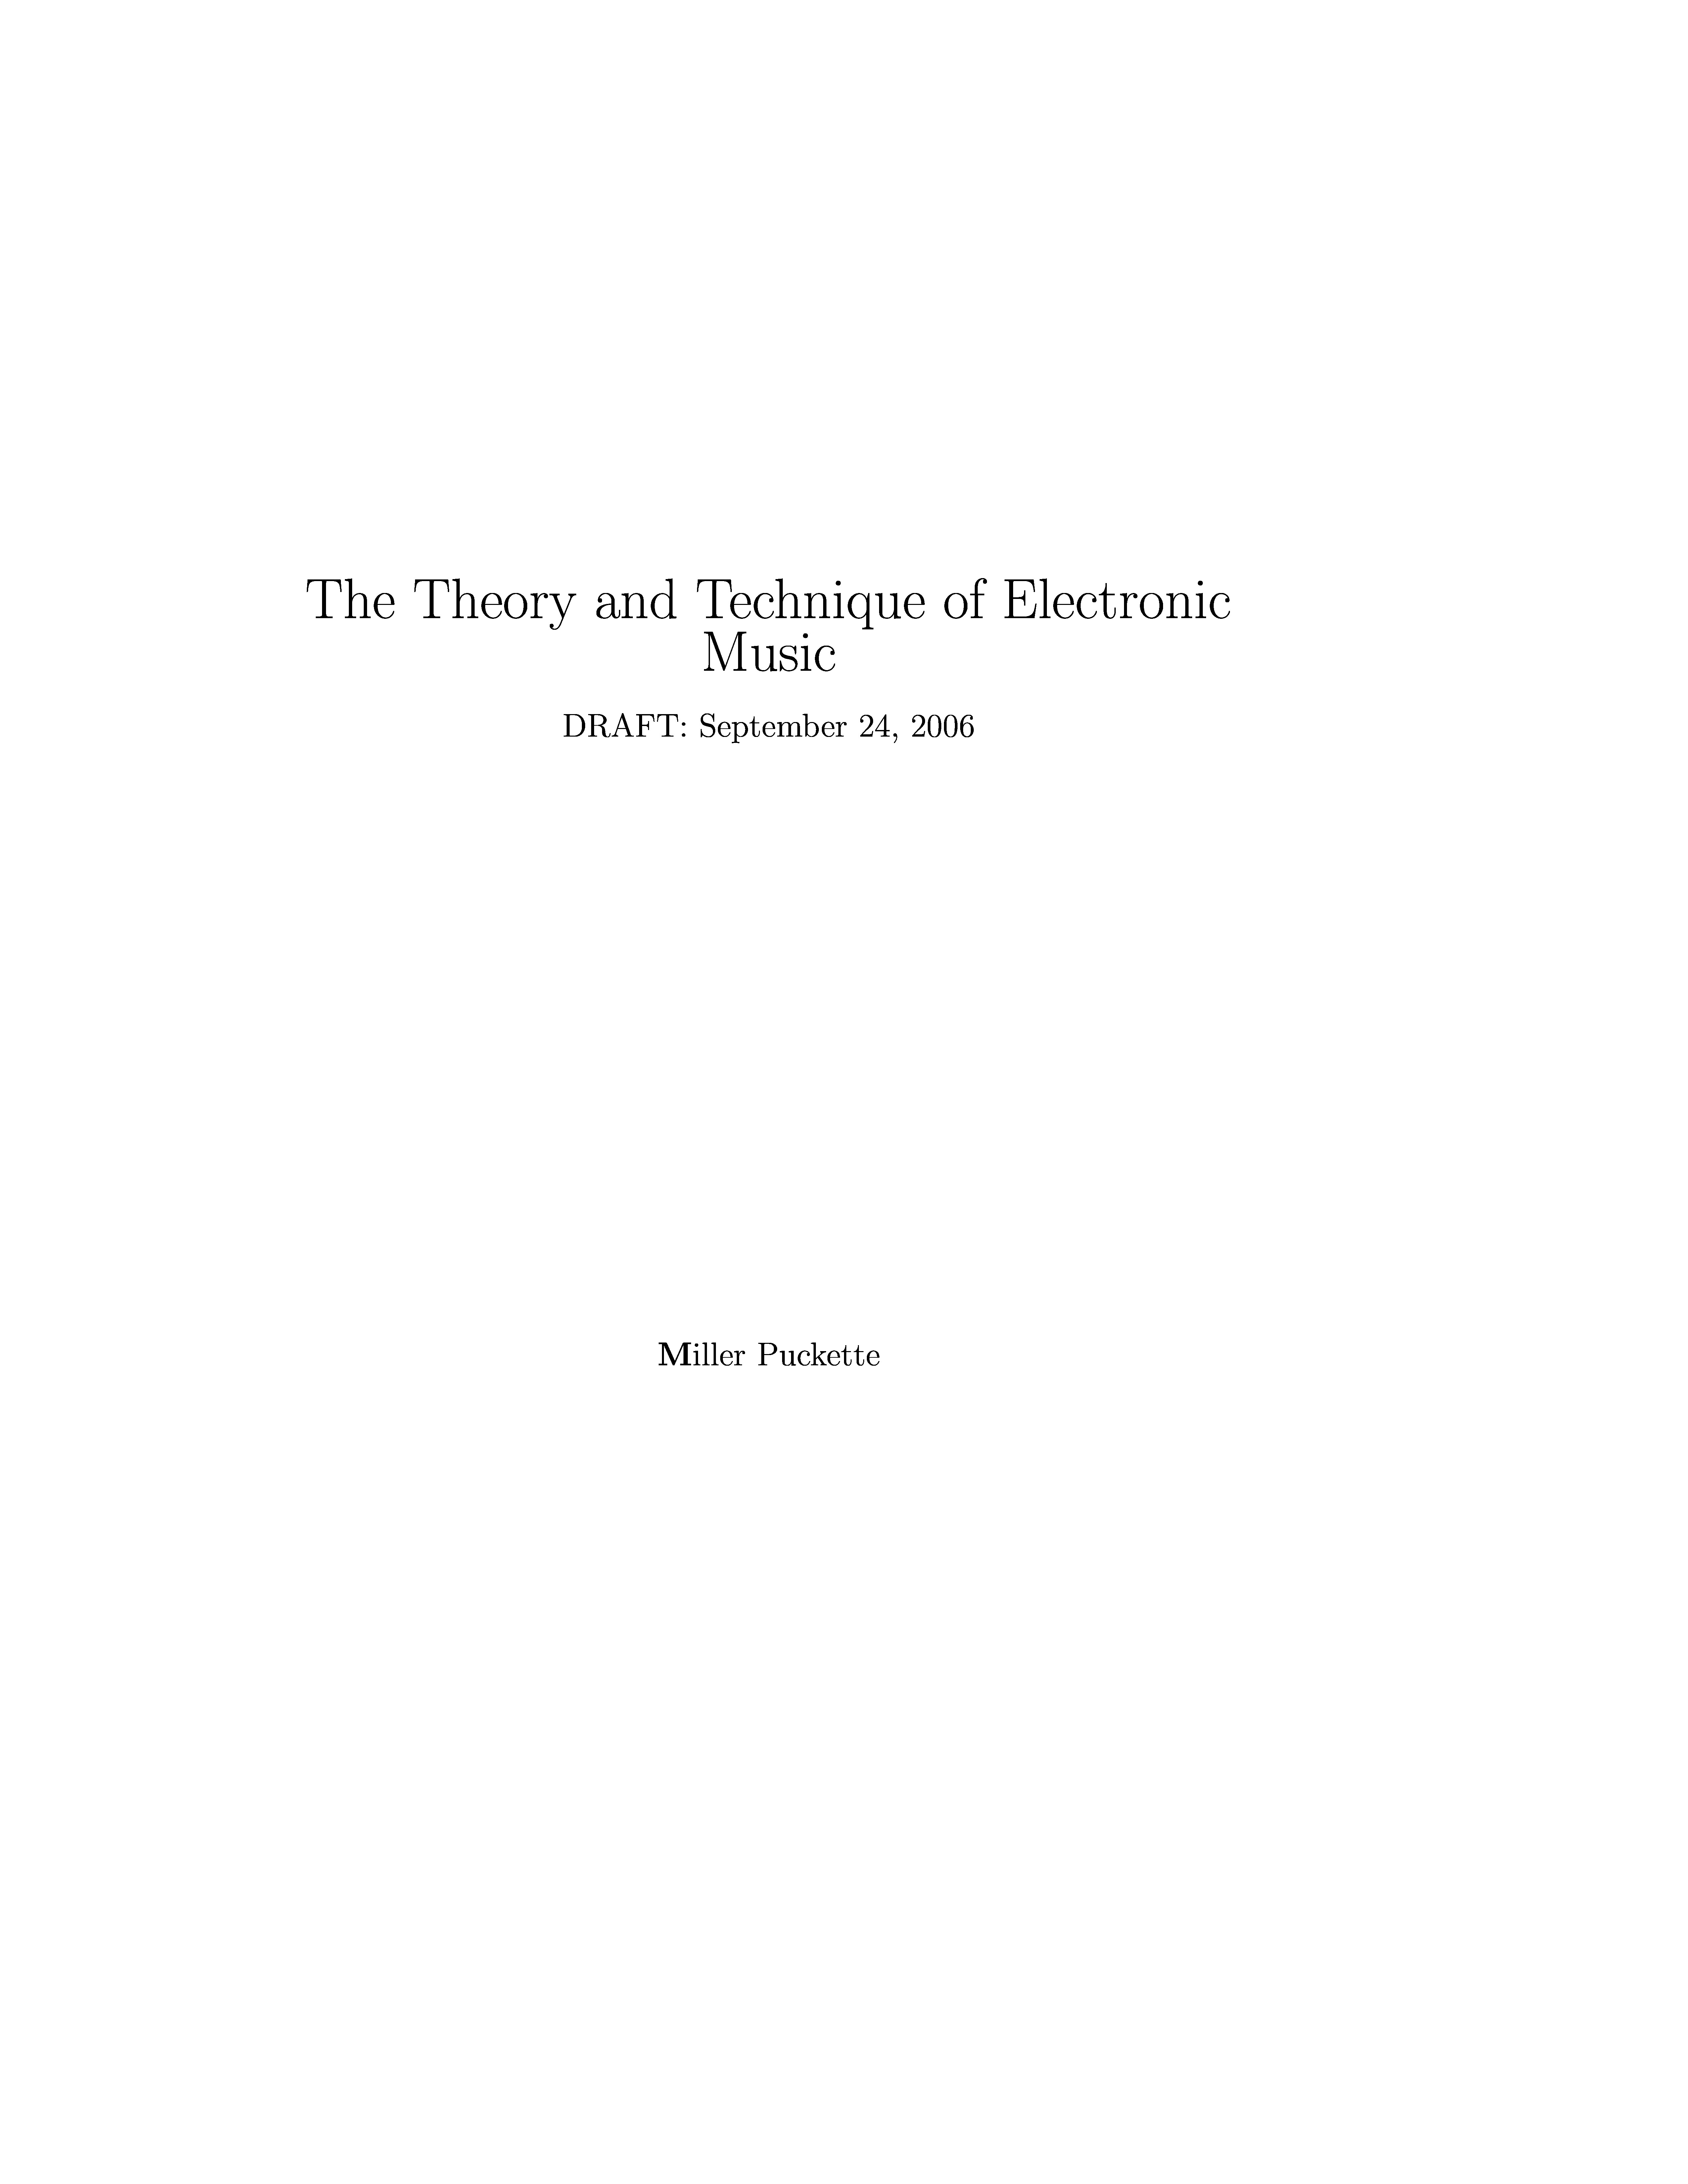 The Theory and Technique of Electronic
Music
DRAFT: September 24, 2006
Miller Puckette